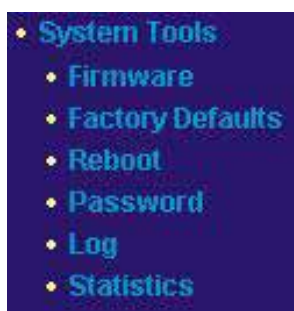 • System Tools
• Firmware
• Factory Defaults
• Reboot
• Password
• Log
• Statistics